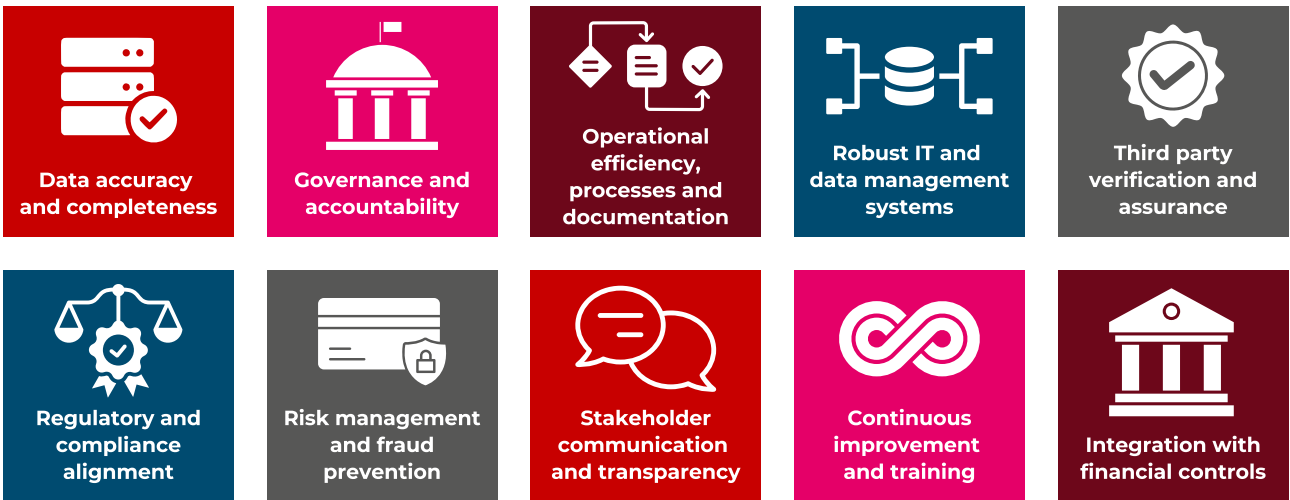 Data accuracy
and completeness
Governance and
accountability
Operational
efficiency,
processes and
documentation
Robust IT and
data management
systems
Third party
verification and
assurance
Regulatory and
compliance
alignment
Risk management
and fraud
prevention
Stakeholder
communication
and transparency
Continuous
improvement
and training
Integration with
financial controls